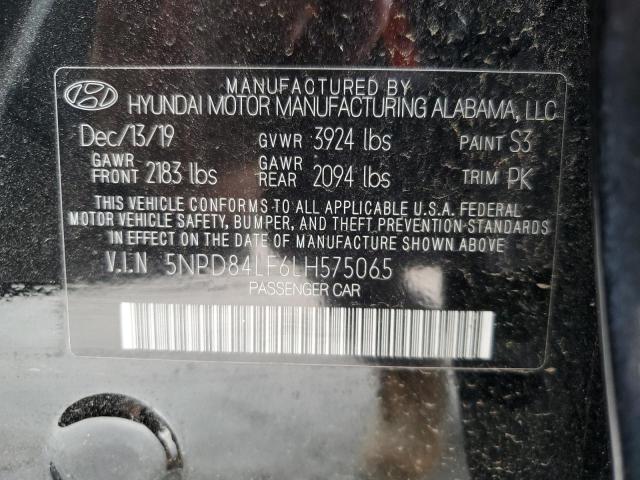 MANUFACTURED BY
HYUNDAI MOTOR MANUFACTURING ALABAMA, LLC
Dec/13/19 GVWR 3924 lbs PAINT S3
GAWR FRONT 2183 lbs GAWR REAR 2094 lbs TRIM PK
THIS VEHICLE CONFORMS TO ALL APPLICABLE U.S.A. FEDERAL
MOTOR VEHICLE SAFETY, BUMPER, AND THEFT PREVENTION
STANDARDS IN EFFECT ON THE DATE OF MANUFACTURE SHOWN ABOVE
V.I.N 5NPD84LF6LH575065
PASSENGER CAR